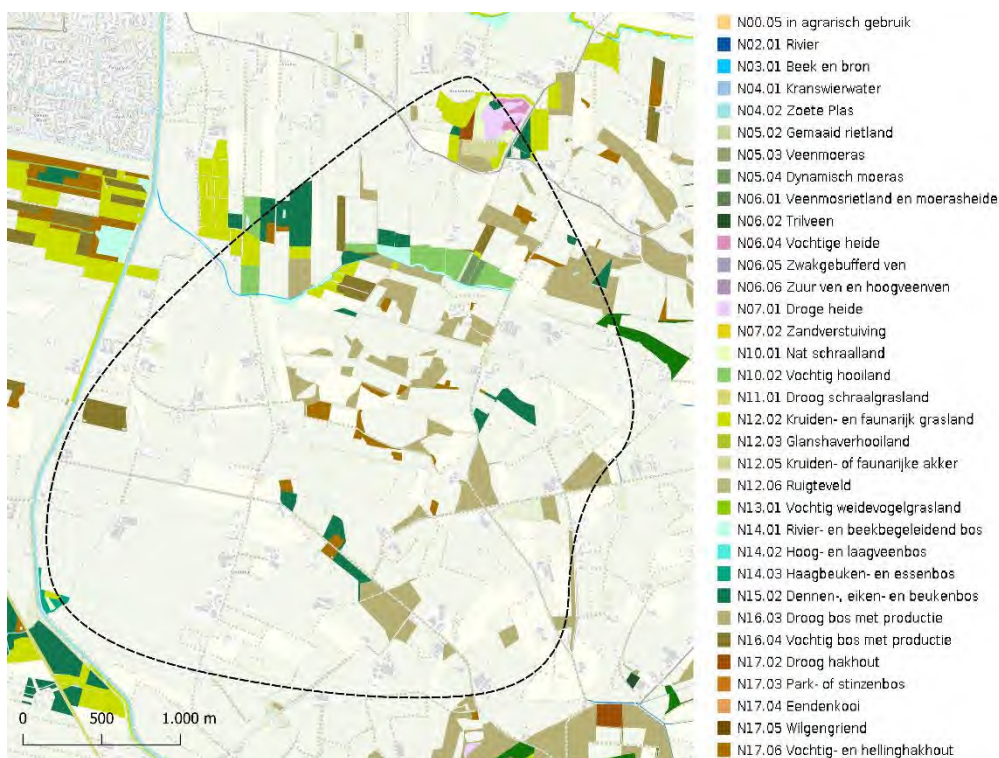 N00.05 in agrarisch gebruik
N02.01 Rivier
N03.01 Beek en bron
N04.01 Kranswierwater
N04.02 Zoete Plas
N05.02 Gemaaid rietland
N05.03 Veenmoeras
N05.04 Dynamisch moeras
N06.01 Veenmosrietland en moerasheide
N06.02 Trilveen
N06.04 Vochtige heide
N06.05 Zwakgebufferd ven
N06.06 Zuur ven en hoogveenven
N07.01 Droge heide
N07.02 Zandverstuiving
N10.01 Nat schraalland
N10.02 Vochtig hooiland
N11.01 Droog schraalgrasland
N12.02 Kruiden- en faunarijk grasland
N12.03 Glanshaverhooiland
N12.05 Kruiden- of faunarijke akker
N12.06 Ruigteveld
N13.01 Vochtig weidevogelgrasland
N14.01 Rivier- en beekbegeleidend bos
N14.02 Hoog- en laagveenbos
N14.03 Haagbeuken- en essenbos
N15.02 Dennen-, eiken- en beukenbos
N16.03 Droog bos met productie
N16.04 Vochtig bos met productie
N17.02 Droog hakhout
N17.03 Park- of stinzenbos
N17.04 Eendenkooi
N17.05 Wilgengriend
N17.06 Vochtig- en hellinghakhout
0 500 1.000 m